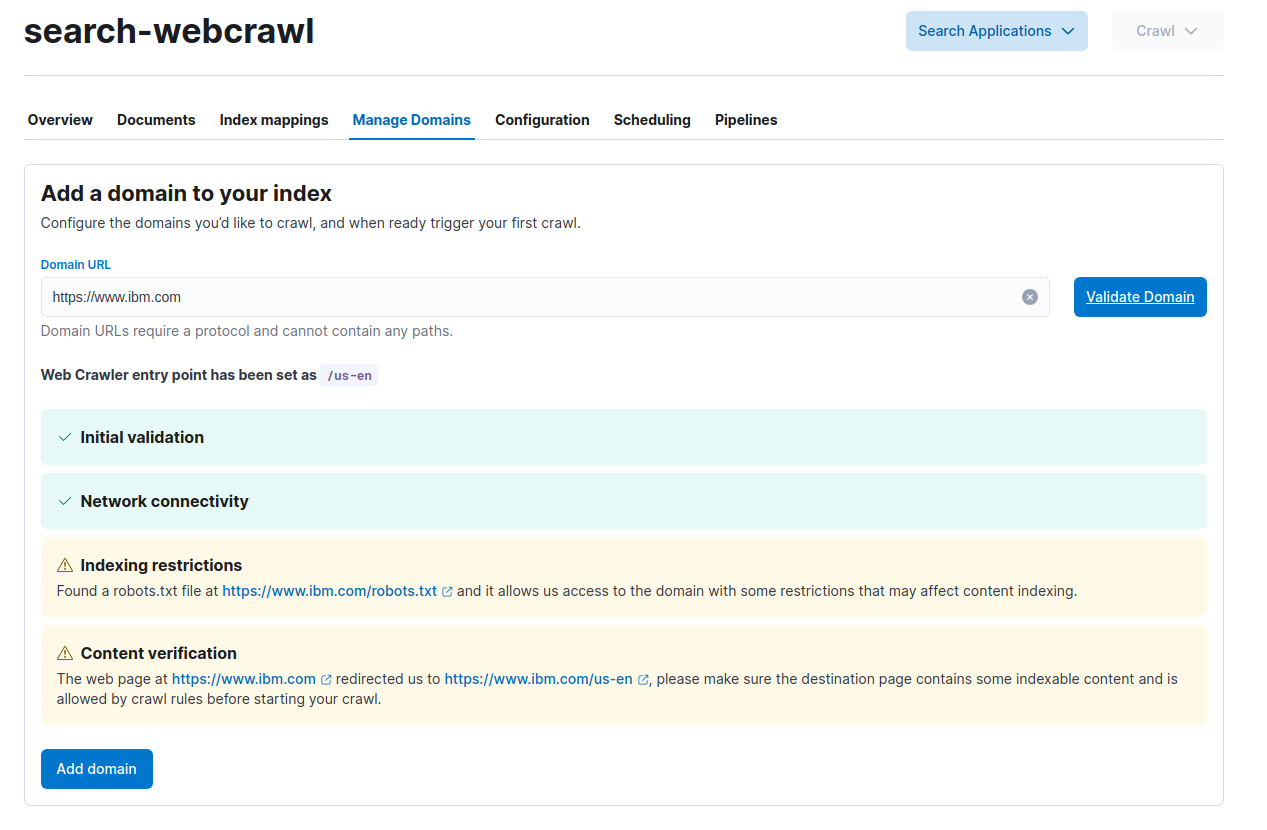 search-webcrawl
Search Applications
Crawl
Overview
Documents
Index mappings
Manage Domains
Configuration
Scheduling
Pipelines
Add a domain to your index
Configure the domains you’d like to crawl, and when ready trigger your first crawl.
Domain URL
https://www.ibm.com
Validate Domain
Domain URLs require a protocol and cannot contain any paths.
Web Crawler entry point has been set as /us-en
Initial validation
Network connectivity
Indexing restrictions
Found a robots.txt file at https://www.ibm.com/robots.txt and it allows us access to the domain with some restrictions that may affect content indexing.
Content verification
The web page at https://www.ibm.com redirected us to https://www.ibm.com/us-en, please make sure the destination page contains some indexable content and is
allowed by crawl rules before starting your crawl.
Add domain